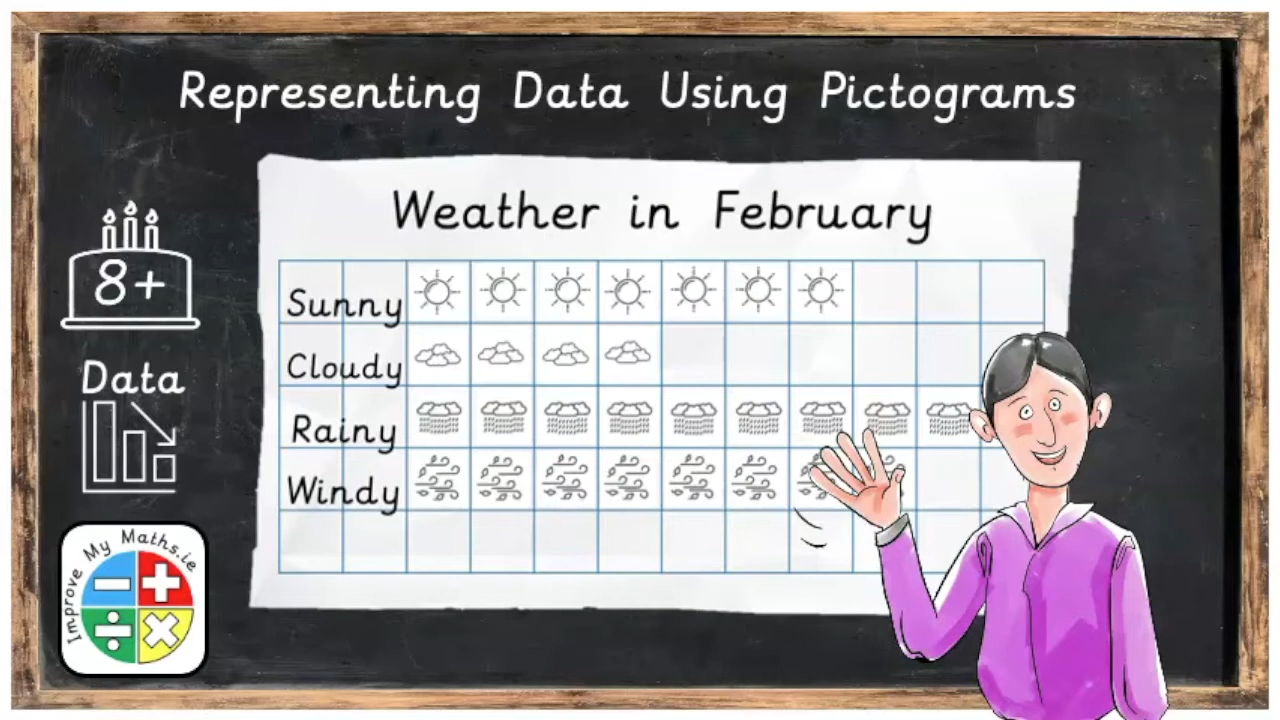 Representing Data Using Pictograms
Weather in February
8+
Sunny
Cloudy
Data
Rainy
Windy
Improve My Maths.ie